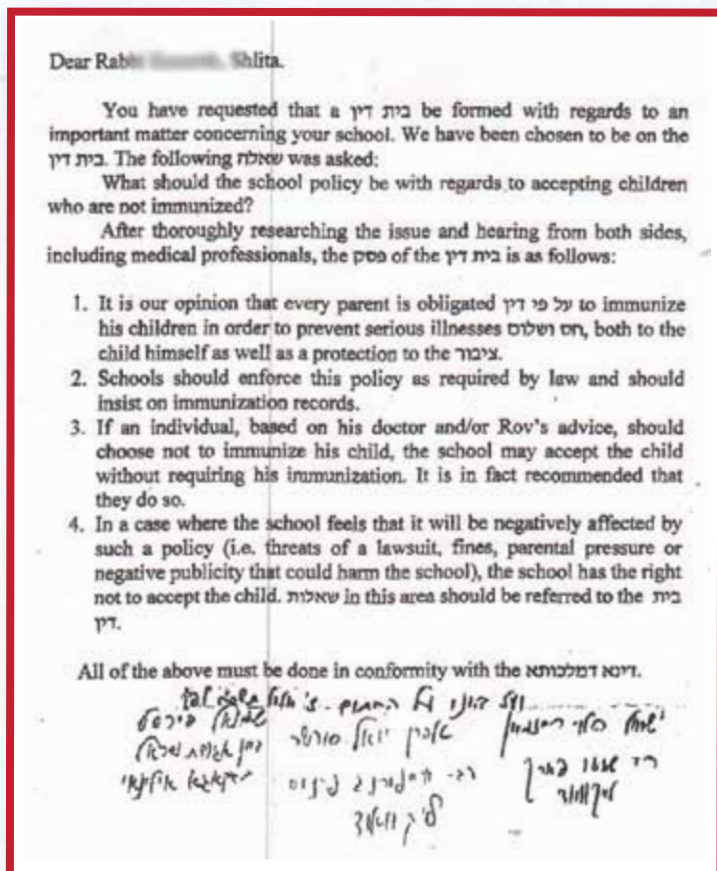 Dear Rabbi Shlita.
You have requested that a בית דין be formed with regards to an
important matter concerning your school. We have been chosen to be on the
בית דין. The following שאלה was asked:
What should the school policy be with regards to accepting children
who are not immunized?
After thoroughly researching the issue and hearing from both sides,
including medical professionals, the פסק of the בית דין is as follows:
1. It is our opinion that every parent is obligated על פי דין to immunize
his children in order to prevent serious illnesses חס ושלום, both to the
child himself as well as a protection to the ציבור.
2. Schools should enforce this policy as required by law and should
insist on immunization records.
3. If an individual, based on his doctor and/or Rov's advice, should
choose not to immunize his child, the school may accept the child
without requiring his immunization. It is in fact recommended that
they do so.
4. In a case where the school feels that it will be negatively affected by
such a policy (i.e. threats of a lawsuit, fines, parental pressure or
negative publicity that could harm the school), the school has the right
not to accept the child. שאלות in this area should be referred to the בית
דין.
All of the above must be done in conformity with the דינא דמלכותא.